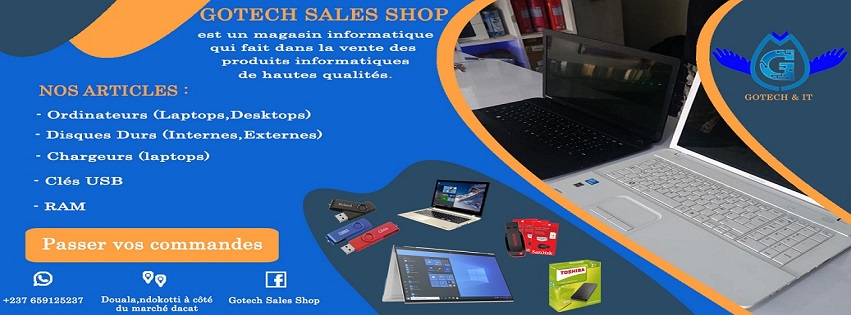 GOTECH SALES SHOP
est un magasin informatique
qui fait dans la vente des
produits informatiques
de hautes qualités.
NOS ARTICLES :
- Ordinateurs (Laptops,Desktops)
- Disques Durs (Internes,Externes)
- Chargeurs (laptops)
- Clés USB
- RAM
Passer vos commandes
+237 659125237
Douala,ndokotti à côté
du marché dacat
Gotech Sales Shop
GOTECH & IT
SanDisk
TOSHIBA